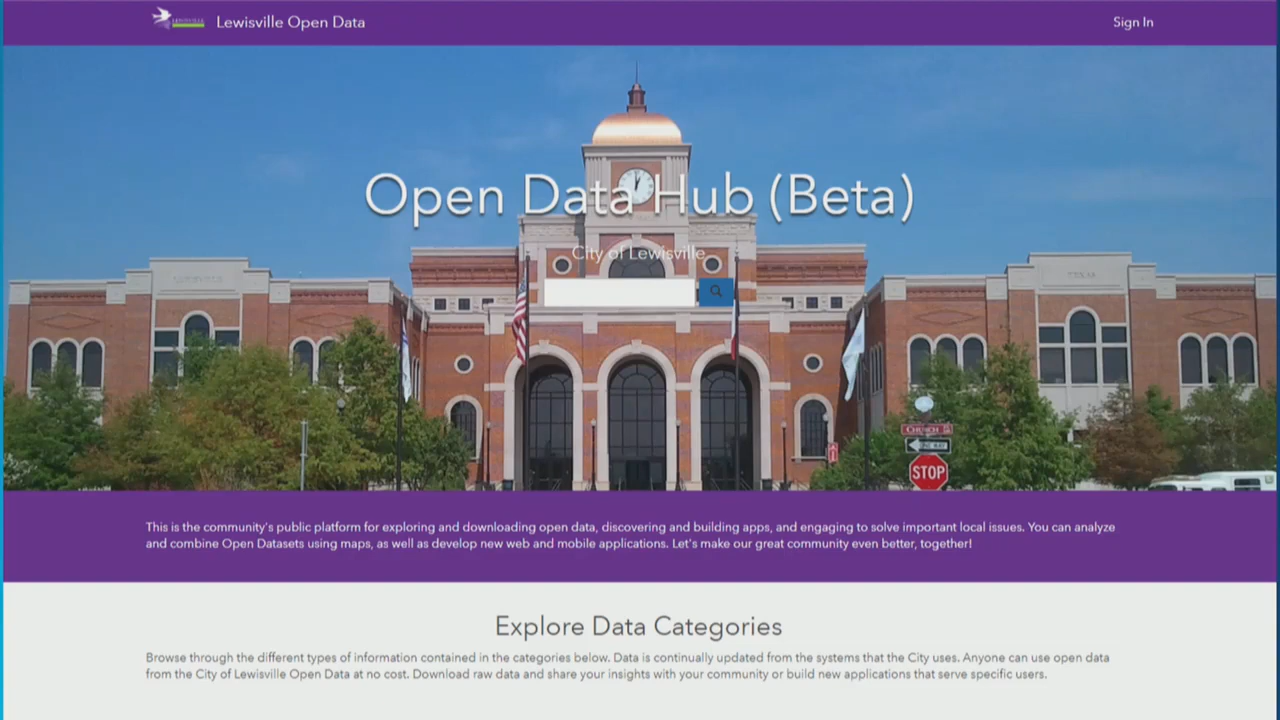 LEWISVILLE
Lewisville Open Data
Sign In
Open Data Hub (Beta)
City of Lewisville
TEXAS
CHURCH
ONE WAY
STOP
This is the community's public platform for exploring and downloading open data, discovering and building apps, and engaging to solve important local issues. You can analyze
and combine Open Datasets using maps, as well as develop new web and mobile applications. Let's make our great community even better, together!
Explore Data Categories
Browse through the different types of information contained in the categories below. Data is continually updated from the systems that the City uses. Anyone can use open data
from the City of Lewisville Open Data at no cost. Download raw data and share your insights with your community or build new applications that serve specific users.